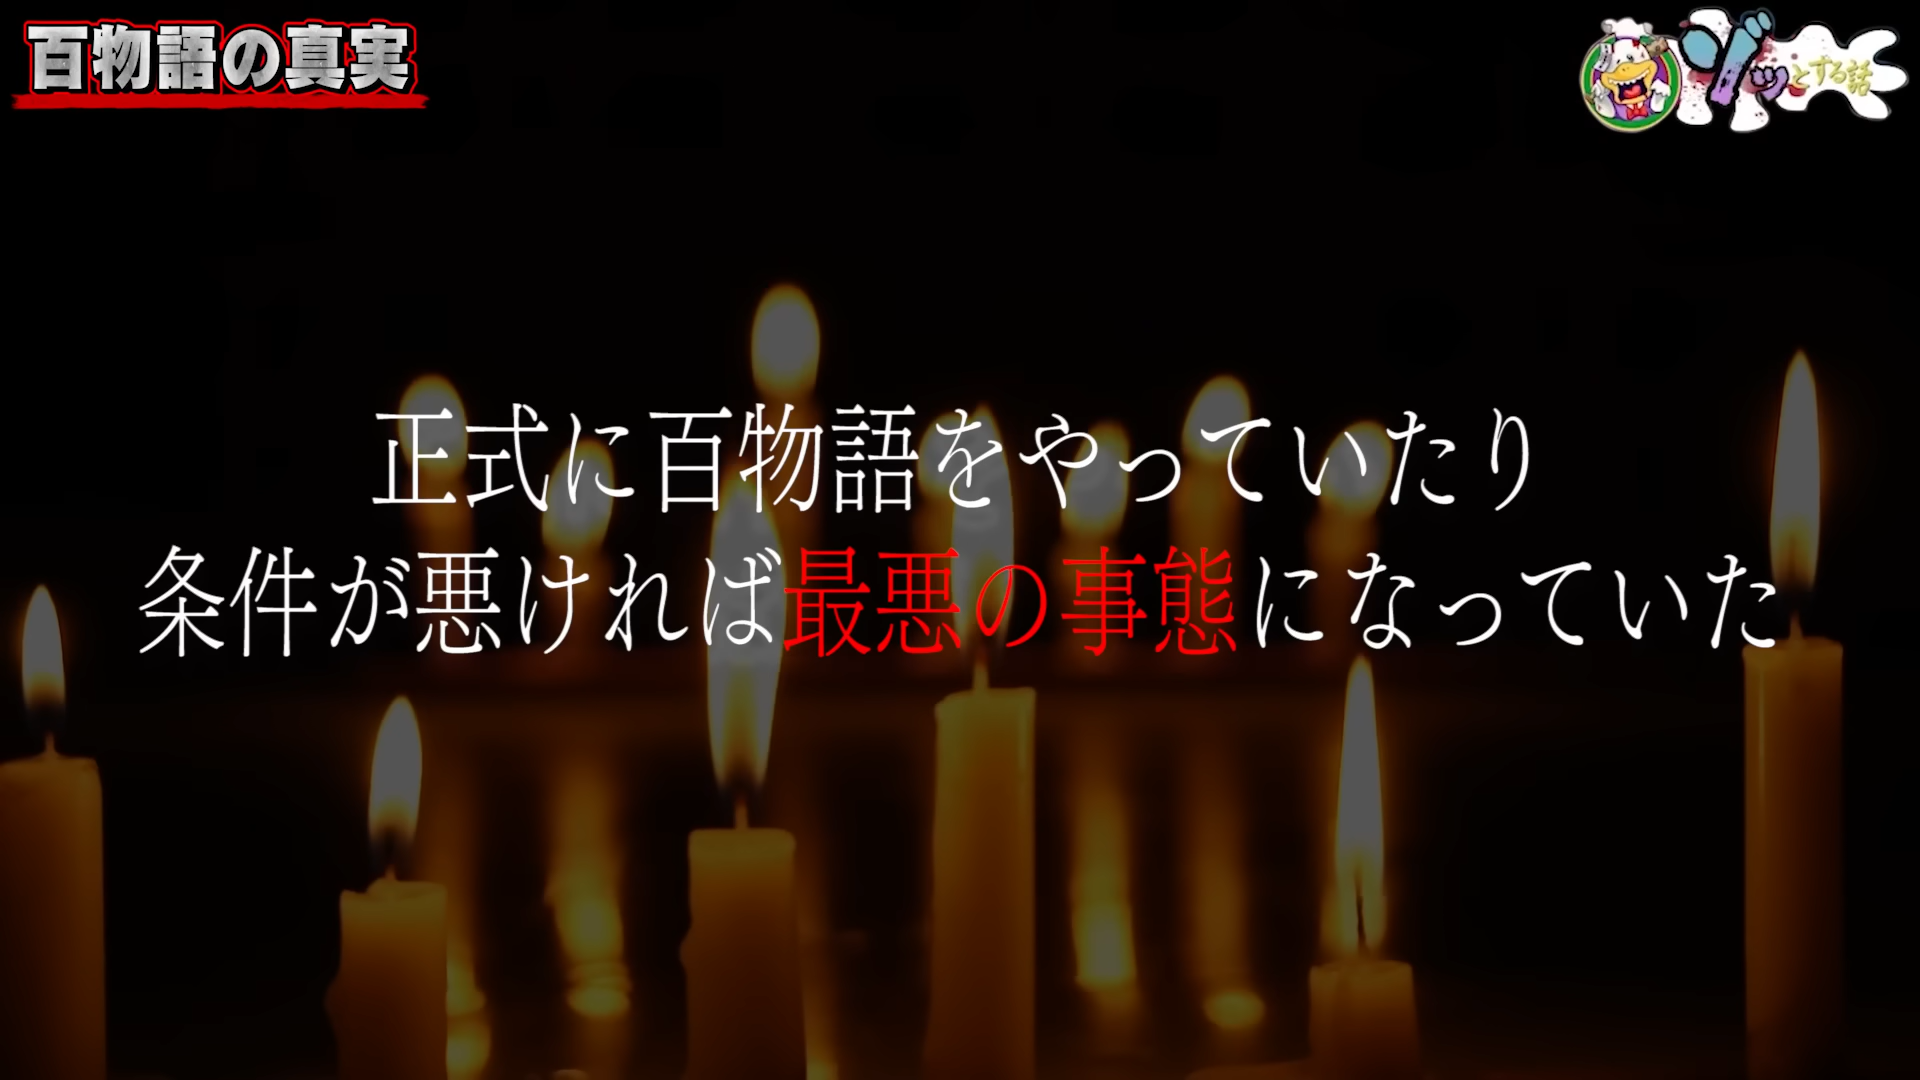 百物語の真実
ゾッとする話
正式に百物語をやっていたり
条件が悪ければ最悪の事態になっていた